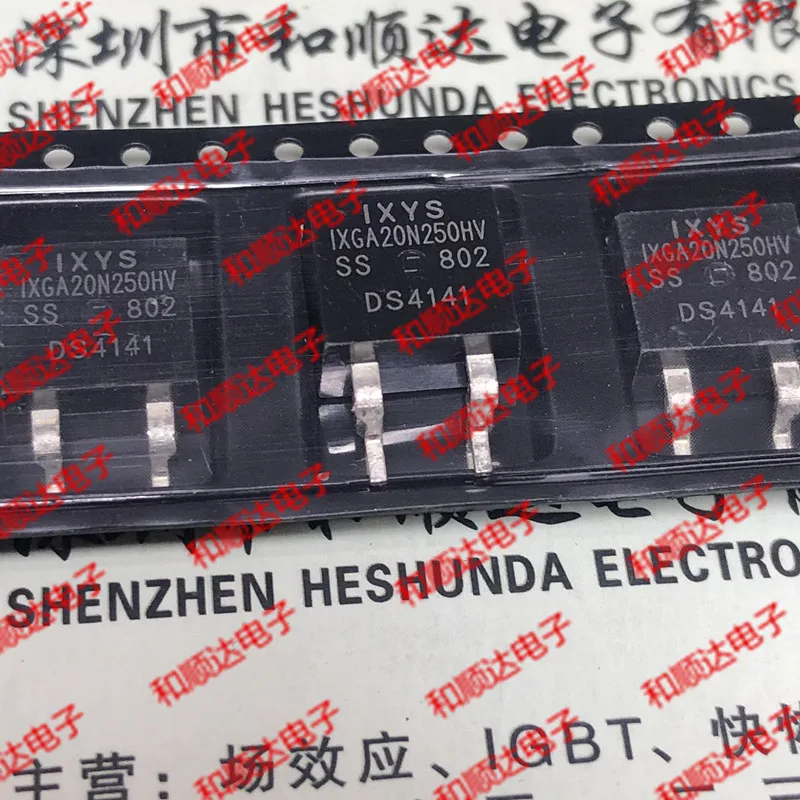 深圳市和顺达电子有限
SHENZHEN HESHUNDA ELECTRONICS
IXYS
IXGA20N250HV
SS 802
DS4141
IXYS
IXGA20N250HV
SS 802
DS4141
IXYS
IXGA20N250HV
SS 802
DS4141
SHENZHEN HESHUNDA ELECTRO
主营：场效应、IGBT、快恢
和顺达电子